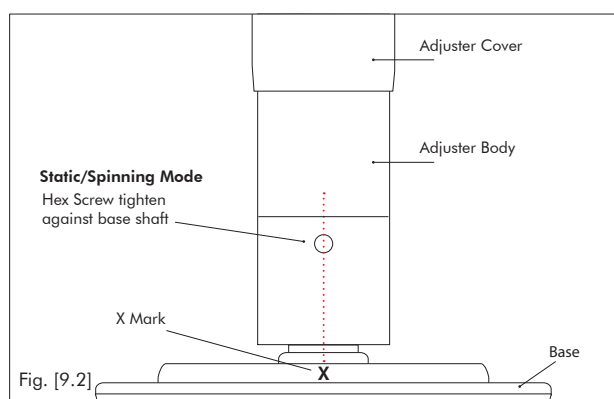 Adjuster Cover
Adjuster Body
Static/Spinning Mode
Hex Screw tighten
against base shaft
X Mark
X
Base
Fig. [9.2]